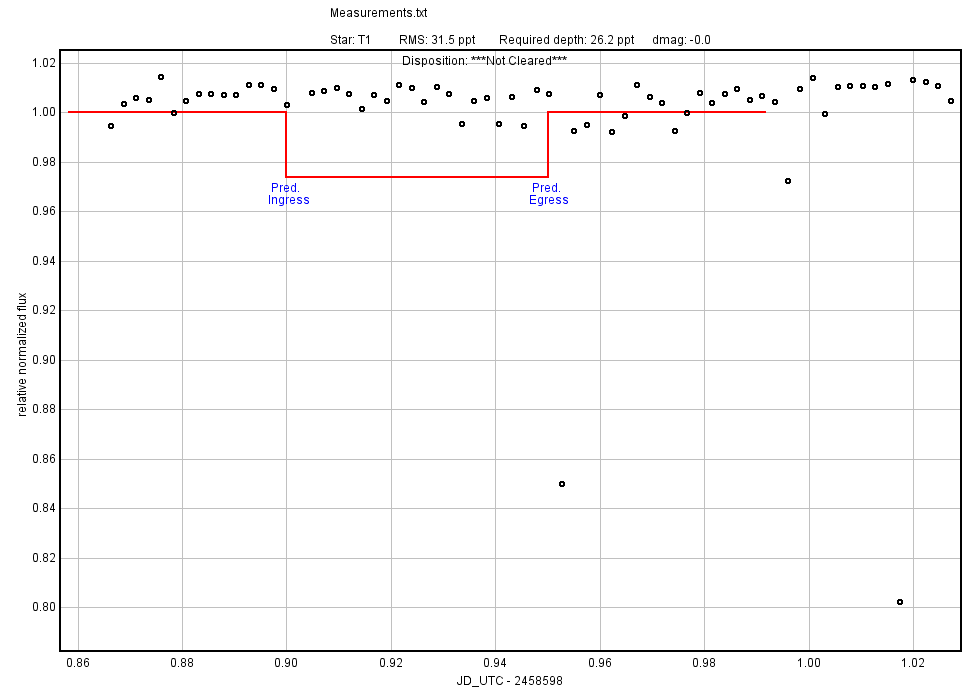 Measurements.txt
Star: T1 RMS: 31.5 ppt Required depth: 26.2 ppt dmag: -0.0
Disposition: ***Not Cleared***
1.02
1.00
0.98
0.96
0.94
0.92
0.90
0.88
0.86
0.84
0.82
0.80
relative normalized flux
Pred.
Ingress
Pred.
Egress
0.86 0.88 0.90 0.92 0.94 0.96 0.98 1.00 1.02
JD_UTC - 2458598